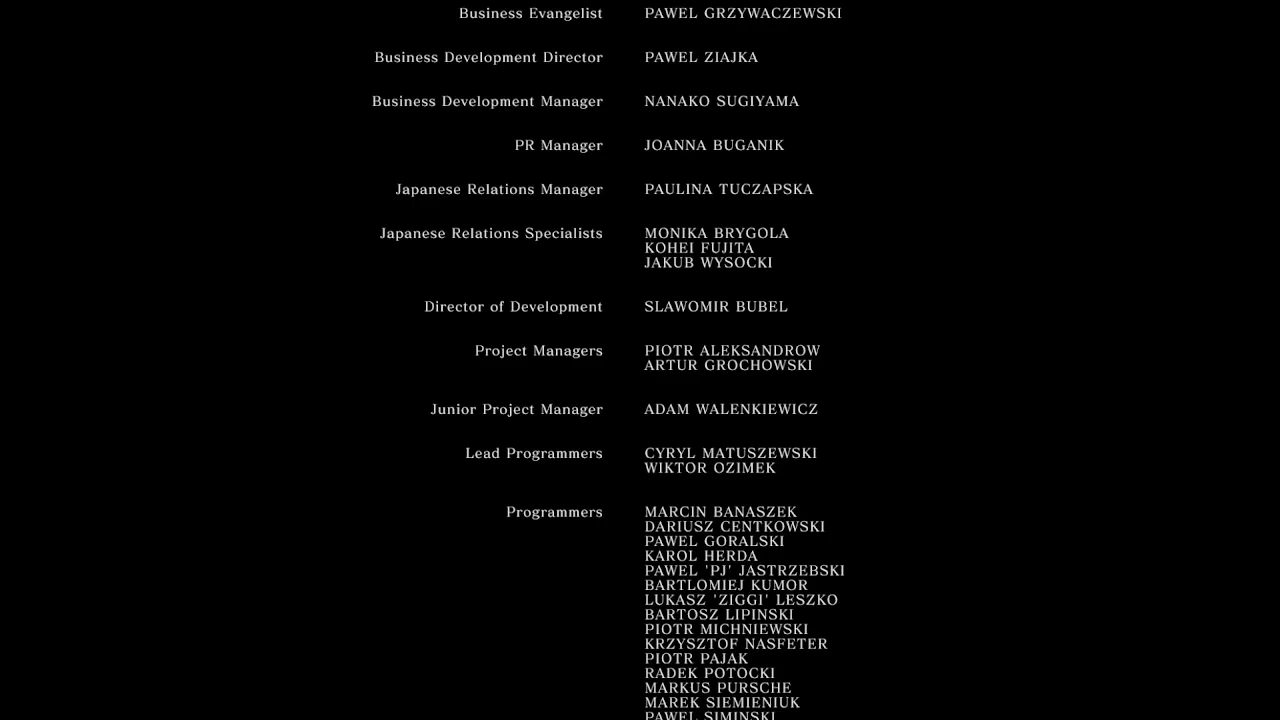 Business Evangelist PAWEL GRZYWACZEWSKI
Business Development Director PAWEL ZIAJKA
Business Development Manager NANAKO SUGIYAMA
PR Manager JOANNA BUGANIK
Japanese Relations Manager PAULINA TUCZAPSKA
Japanese Relations Specialists MONIKA BRYGOLA
KOHEI FUJITA
JAKUB WYSOCKI
Director of Development SLAWOMIR BUBEL
Project Managers PIOTR ALEKSANDROW
ARTUR GROCHOWSKI
Junior Project Manager ADAM WALENKIEWICZ
Lead Programmers CYRYL MATUSZEWSKI
WIKTOR OZIMEK
Programmers MARCIN BANASZEK
DARIUSZ CENTKOWSKI
PAWEL GORALSKI
KAROL HERDA
PAWEL 'PJ' JASTRZEBSKI
BARTLOMIEJ KUMOR
LUKASZ 'ZIGGI' LESZKO
BARTOSZ LIPINSKI
PIOTR MICHNIEWSKI
KRZYSZTOF NASFETER
PIOTR PAJAK
RADEK POTOCKI
MARKUS PURSCHE
MAREK SIEMIENIUK
PAWEL SIMINSKI